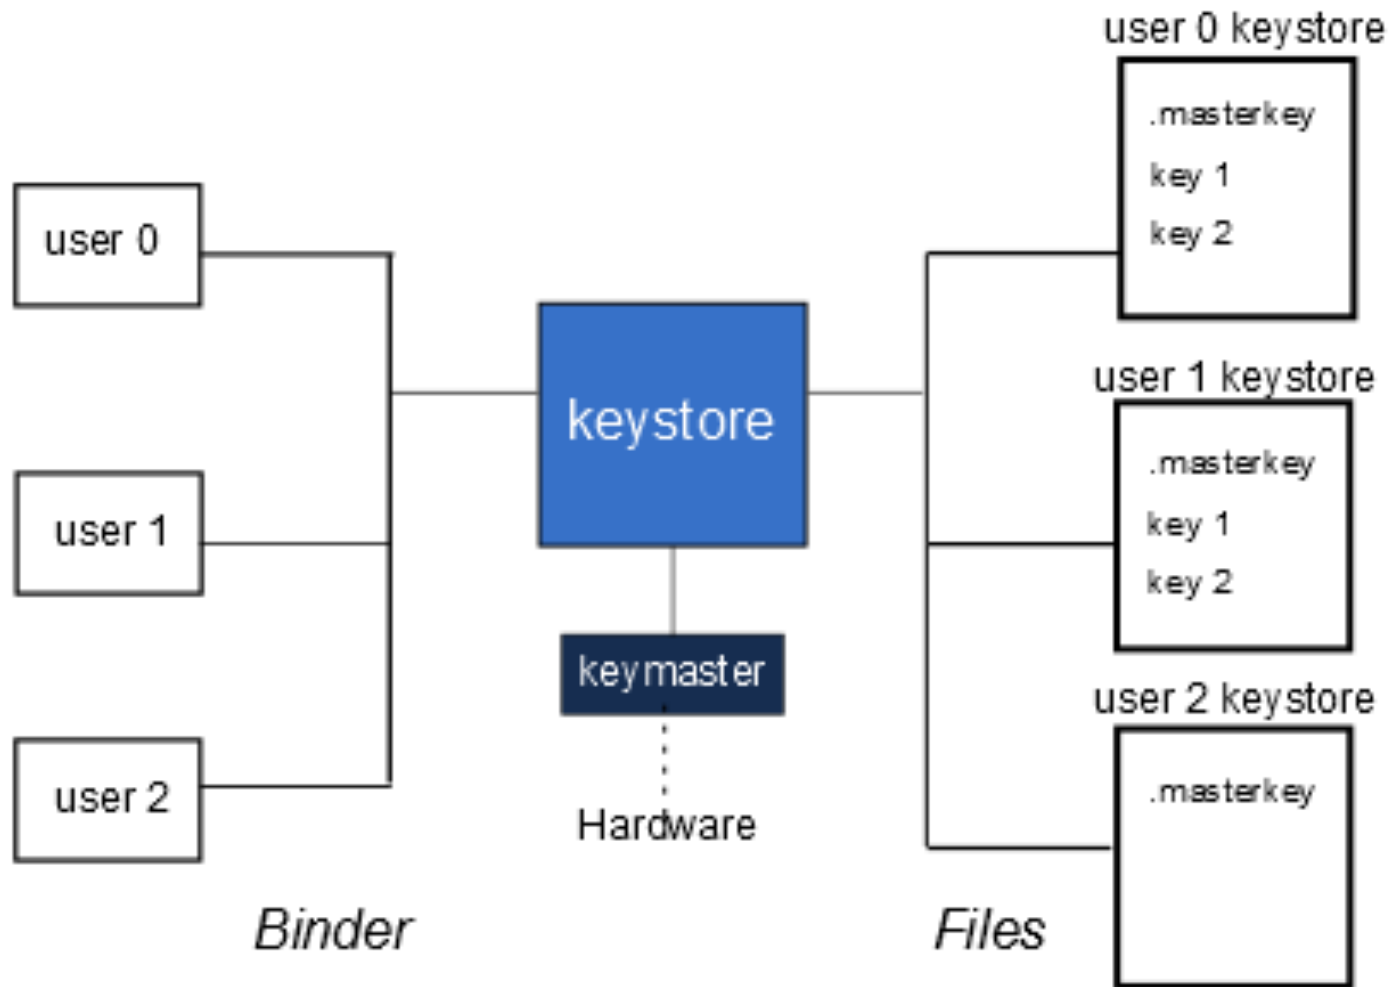 user 0
user 1
user 2
Binder
keystore
keymaster
Hardware
Files
user 0 keystore
.masterkey
key 1
key 2
user 1 keystore
.masterkey
key 1
key 2
user 2 keystore
.masterkey